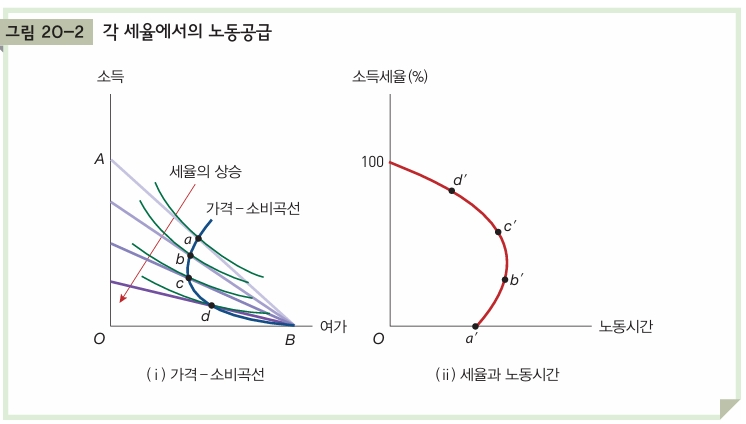 그림 20-2 각 세율에서의 노동공급
소득
A
세율의 상승
가격-소비곡선
a
b
c
d
O
B
여가
(i) 가격-소비곡선
소득세율(%)
100
d′
c′
b′
a′
O
노동시간
(ii) 세율과 노동시간